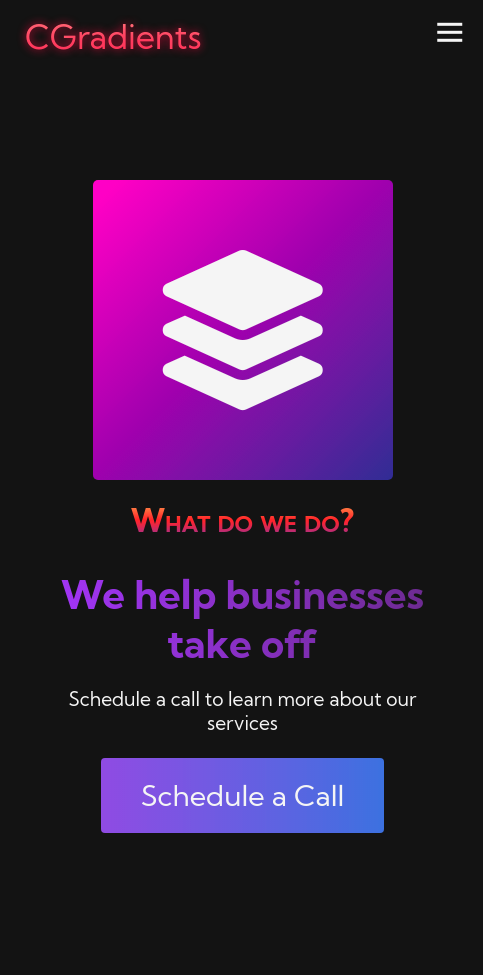 CGradients
What do we do?
We help businesses
take off
Schedule a call to learn more about our
services
Schedule a Call